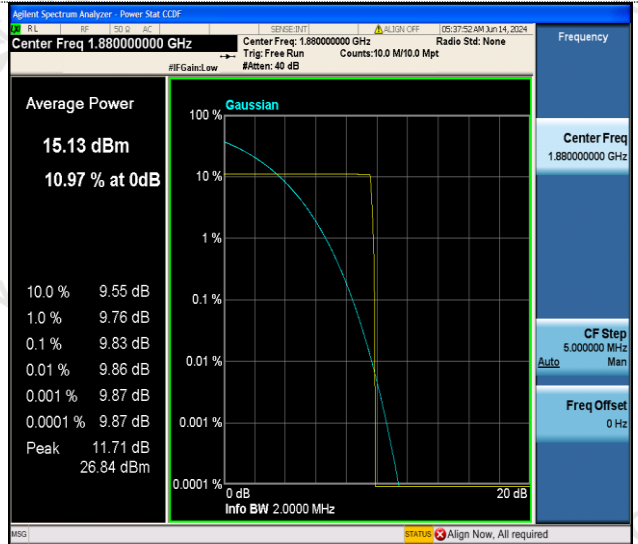 Agilent Spectrum Analyzer - Power Stat CCDF
RL RF 50 Ω AC SENSE:INT ALIGN OFF 05:37:52 AM Jun 14, 2024
Center Freq 1.880000000 GHz
Center Freq: 1.880000000 GHz Radio Std: None
Trig: Free Run Counts:10.0 M/10.0 Mpt
#IFGain:Low #Atten: 40 dB
Frequency
Average Power
15.13 dBm
10.97 % at 0dB
10.0 % 9.55 dB
1.0 % 9.76 dB
0.1 % 9.83 dB
0.01 % 9.86 dB
0.001 % 9.87 dB
0.0001 % 9.87 dB
Peak 11.71 dB
26.84 dBm
Gaussian
100 %
10 %
1 %
0.1 %
0.01 %
0.001 %
0.0001 %
0 dB 20 dB
Info BW 2.0000 MHz
Center Freq
1.880000000 GHz
CF Step
5.000000 MHz
Auto Man
Freq Offset
0 Hz
MSG STATUS Align Now, All required